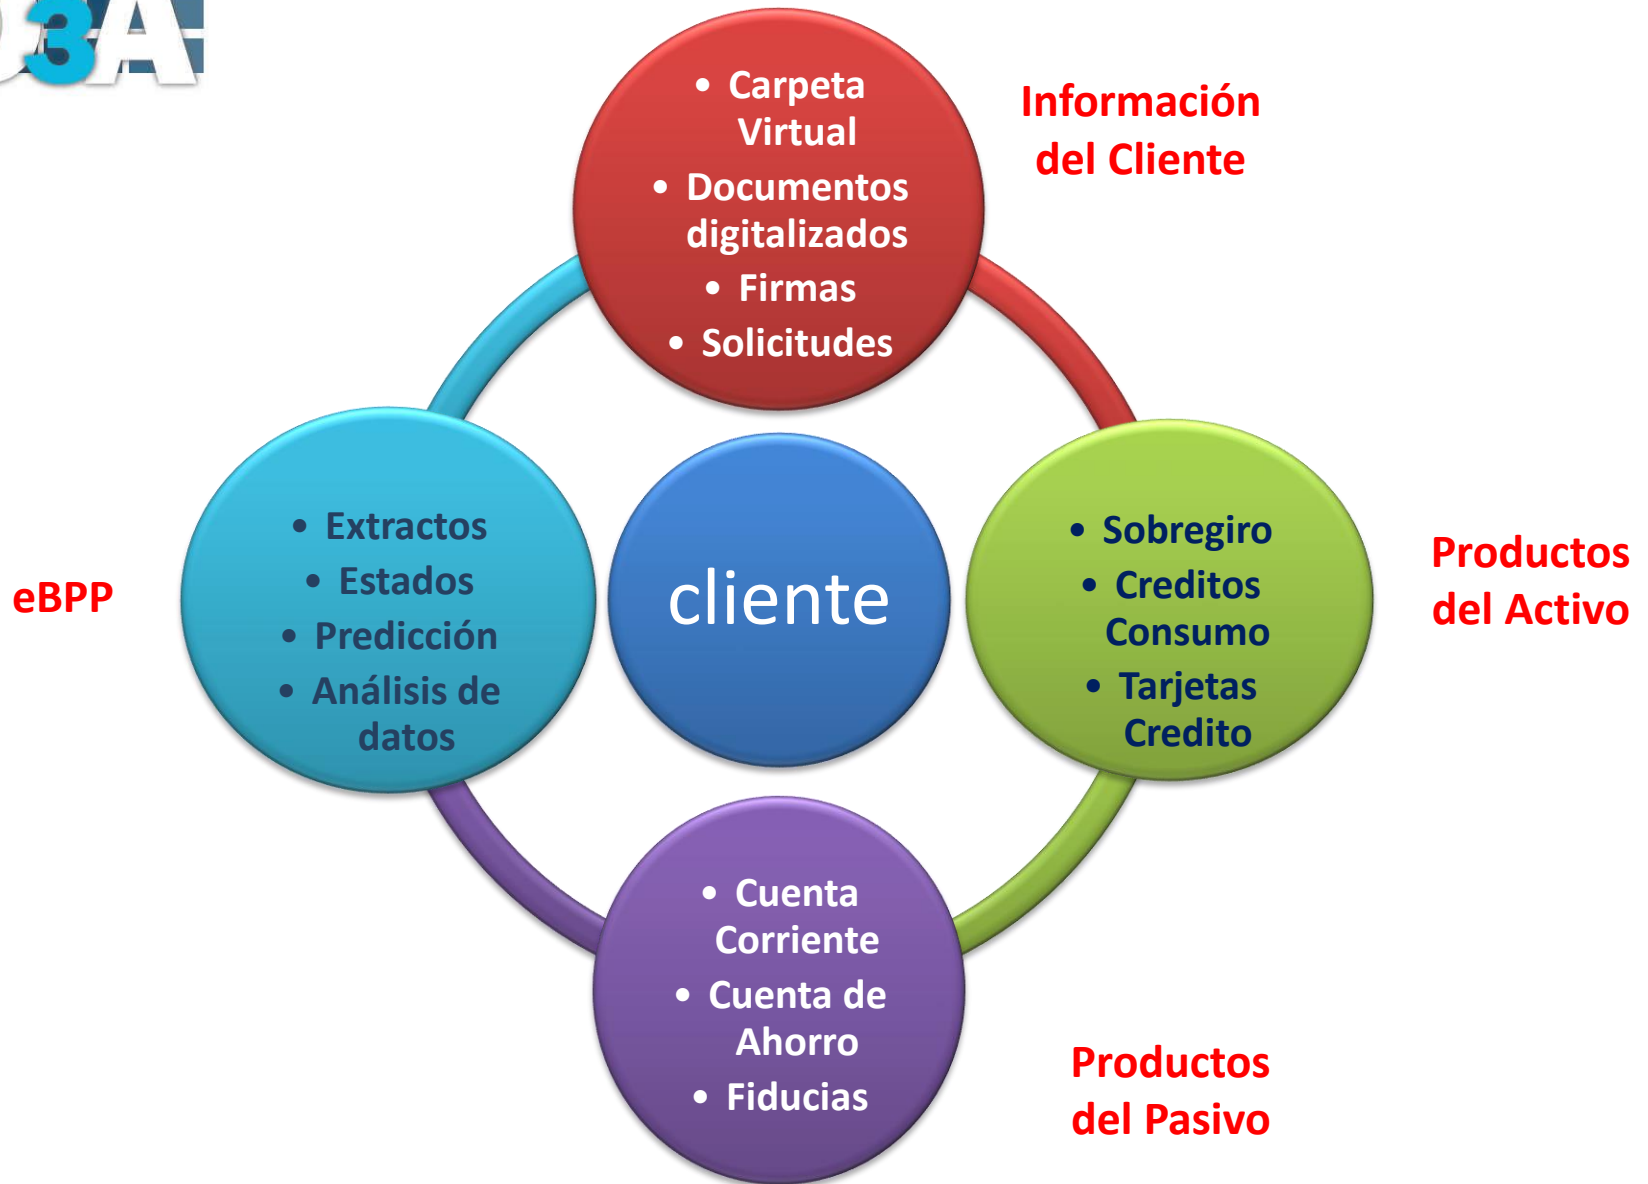 3A
• Carpeta
Virtual
• Documentos
digitalizados
• Firmas
• Solicitudes
Información
del Cliente
eBPP
• Extractos
• Estados
• Predicción
• Análisis de
datos
cliente
• Sobregiro
• Creditos
Consumo
• Tarjetas
Credito
Productos
del Activo
• Cuenta
Corriente
• Cuenta de
Ahorro
• Fiducias
Productos
del Pasivo